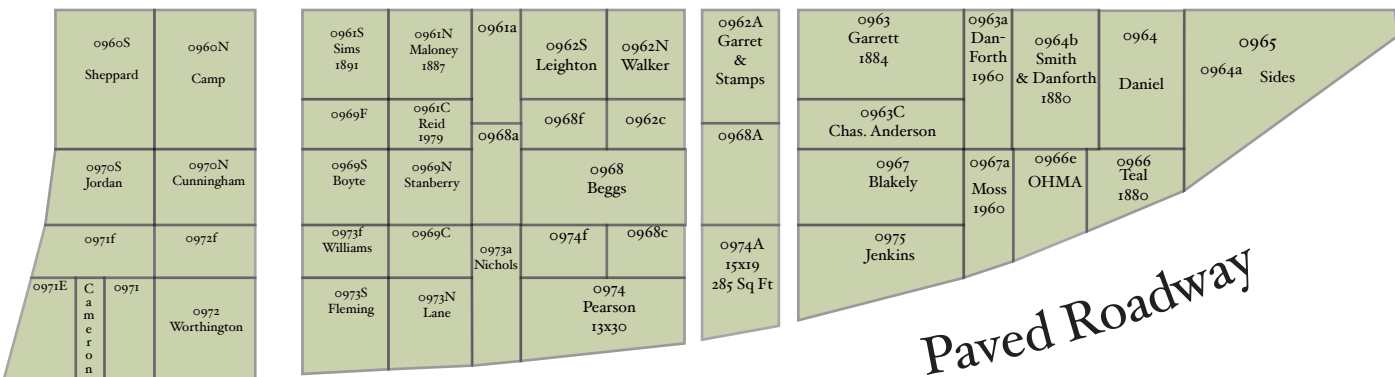 0960S
Sheppard
0960N
Camp
0970S
Jordan
0970N
Cunningham
0971f
0972f
0971E
Cameron
0971
0972
Worthington
0961S
Sims
1891
0961N
Maloney
1887
0961a
0962S
Leighton
0962N
Walker
0969F
0961C
Reid
1979
0968a
0968f
0962c
0969S
Boyte
0969N
Stanberry
0968
Beggs
0973f
Williams
0969C
0973a
Nichols
0974f
0968c
0973S
Fleming
0973N
Lane
0974
Pearson
13x30
0962A
Garret
&
Stamps
0968A
0974A
15x19
285 Sq Ft
0963
Garrett
1884
0963a
Dan-
Forth
1960
0964b
Smith
& Danforth
1880
0964
Daniel
0965
0964a Sides
0963C
Chas. Anderson
0967
Blakely
0967a
Moss
1960
0966e
OHMA
0966
Teal
1880
0975
Jenkins
Paved Roadway